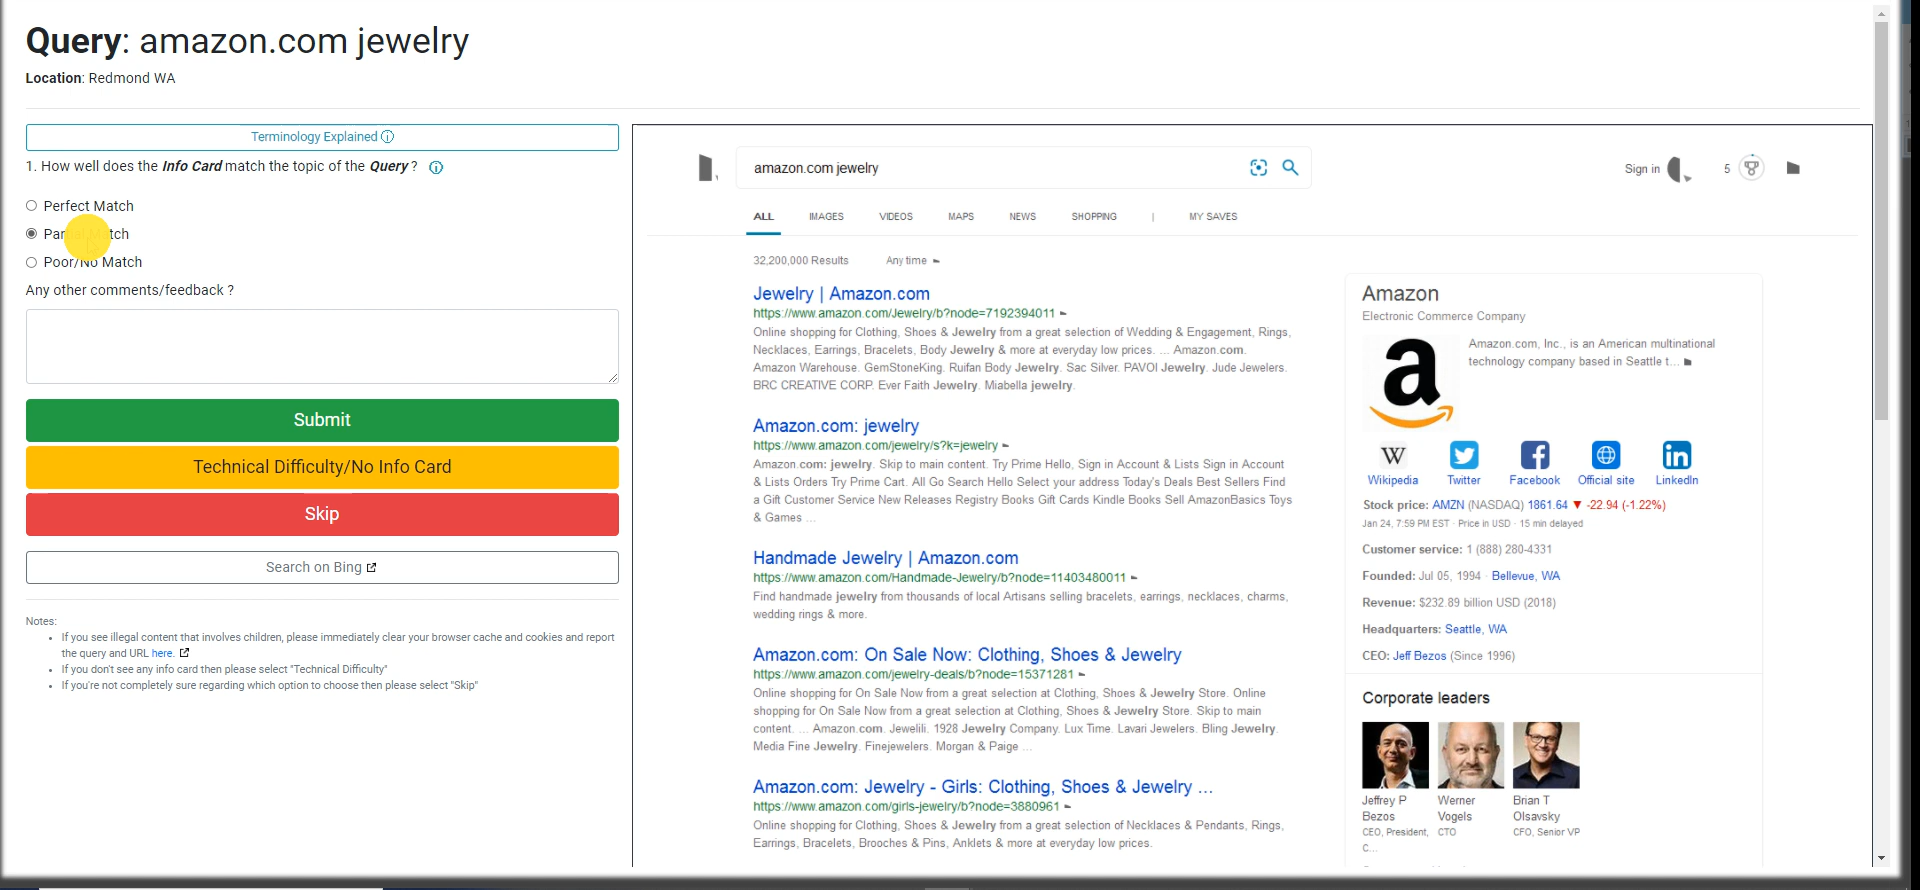 Query: amazon.com jewelry
Location: Redmond WA
Terminology Explained
1. How well does the Info Card match the topic of the Query ?
Perfect Match
Match
Poor/No Match
Any other comments/feedback ?
Submit
Technical Difficulty/No Info Card
Skip
Search on Bing
Notes:
If you see illegal content that involves children, please immediately clear your browser cache and cookies and report
the query and URL here.
If you don't see any info card then please select "Technical Difficulty"
If you're not completely sure regarding which option to choose then please select "Skip"
amazon.com jewelry
Sign in
5
ALL IMAGES VIDEOS MAPS NEWS SHOPPING | MY SAVES
32,200,000 Results Any time
Jewelry | Amazon.com
https://www.amazon.com/Jewelry/b?node=7192394011
Online shopping for Clothing, Shoes & Jewelry from a great selection of Wedding & Engagement, Rings,
Necklaces, Earrings, Bracelets, Body Jewelry & more at everyday low prices. ... Amazon.com.
Amazon Warehouse. GemStoneKing. Ruifan Body Jewelry. Sac Silver. PAVOI Jewelry. Jude Jewelers.
BRC CREATIVE CORP. Ever Faith Jewelry. Miabella jewelry.
Amazon.com: jewelry
https://www.amazon.com/jewelry/s?k=jewelry
Amazon.com: jewelry. Skip to main content. Try Prime Hello, Sign in Account & Lists Sign in Account
& Lists Orders Try Prime Cart. All Go Search Hello Select your address Today's Deals Best Sellers Find
a Gift Customer Service New Releases Registry Books Gift Cards Kindle Books Sell AmazonBasics Toys
& Games ...
Handmade Jewelry | Amazon.com
https://www.amazon.com/Handmade-Jewelry/b?node=11403480011
Find handmade jewelry from thousands of local Artisans selling bracelets, earrings, necklaces, charms,
wedding rings & more.
Amazon.com: On Sale Now: Clothing, Shoes & Jewelry
https://www.amazon.com/jewelry-deals/b?node=15371281
Online shopping for On Sale Now from a great selection at Clothing, Shoes & Jewelry Store. Online
shopping for On Sale Now from a great selection at Clothing, Shoes & Jewelry Store. Skip to main
content. ... Amazon.com. Jewelili. 1928 Jewelry Company. Lux Time. Lavari Jewelers. Bling Jewelry.
Media Fine Jewelry. Finejewelers. Morgan & Paige ...
Amazon.com: Jewelry - Girls: Clothing, Shoes & Jewelry ...
https://www.amazon.com/girls-jewelry/b?node=3880961
Online shopping for Clothing, Shoes & Jewelry from a great selection of Necklaces & Pendants, Rings,
Earrings, Bracelets, Brooches & Pins, Anklets & more at everyday low prices.
Amazon
Electronic Commerce Company
Amazon.com, Inc., is an American multinational
technology company based in Seattle t...
a
W
Wikipedia Twitter Facebook Official site LinkedIn
Stock price: AMZN (NASDAQ) 1861.64 ▼ -22.94 (-1.22%)
Jan 24, 7:59 PM EST · Price in USD · 15 min delayed
Customer service: 1 (888) 280-4331
Founded: Jul 05, 1994 · Bellevue, WA
Revenue: $232.89 billion USD (2018)
Headquarters: Seattle, WA
CEO: Jeff Bezos (Since 1996)
Corporate leaders
Jeffrey P
Bezos
CEO, President,
C...
Werner
Vogels
CTO
Brian T
Olsavsky
CFO, Senior VP